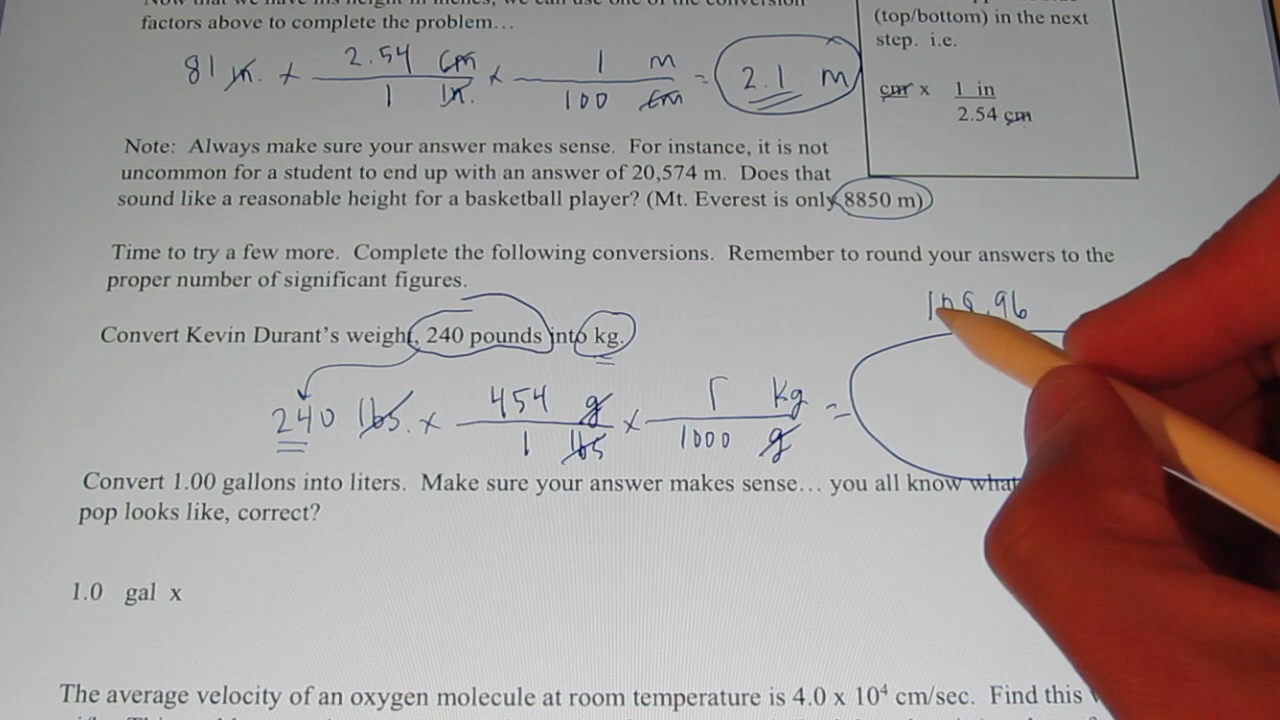 factors above to complete the problem…
81 in. x 2.54 cm / 1 in. x 1 m / 100 cm = 2.1 m
(top/bottom) in the next
step. i.e.
cm x 1 in / 2.54 cm
Note: Always make sure your answer makes sense. For instance, it is not
uncommon for a student to end up with an answer of 20,574 m. Does that
sound like a reasonable height for a basketball player? (Mt. Everest is only 8850 m)
Time to try a few more. Complete the following conversions. Remember to round your answers to the
proper number of significant figures.
108.96
Convert Kevin Durant's weight, 240 pounds into kg.
240 lbs. x 454 g / 1 lbs x 1 kg / 1000 g =
Convert 1.00 gallons into liters. Make sure your answer makes sense… you all know what
pop looks like, correct?
1.0 gal x
The average velocity of an oxygen molecule at room temperature is 4.0 x 10⁴ cm/sec. Find this